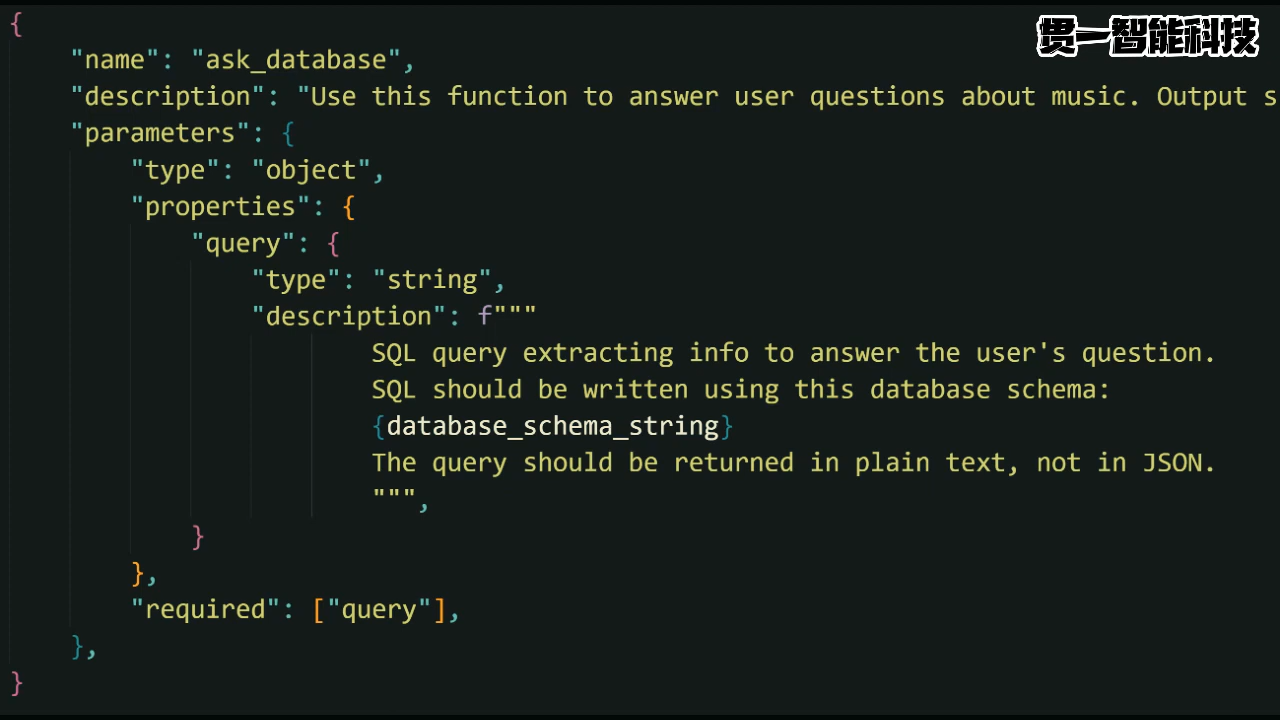 贯一智能科技
{
    "name": "ask_database",
    "description": "Use this function to answer user questions about music. Output s
    "parameters": {
        "type": "object",
        "properties": {
            "query": {
                "type": "string",
                "description": f"""
                        SQL query extracting info to answer the user's question.
                        SQL should be written using this database schema:
                        {database_schema_string}
                        The query should be returned in plain text, not in JSON.
                        """,
            }
        },
        "required": ["query"],
    },
}